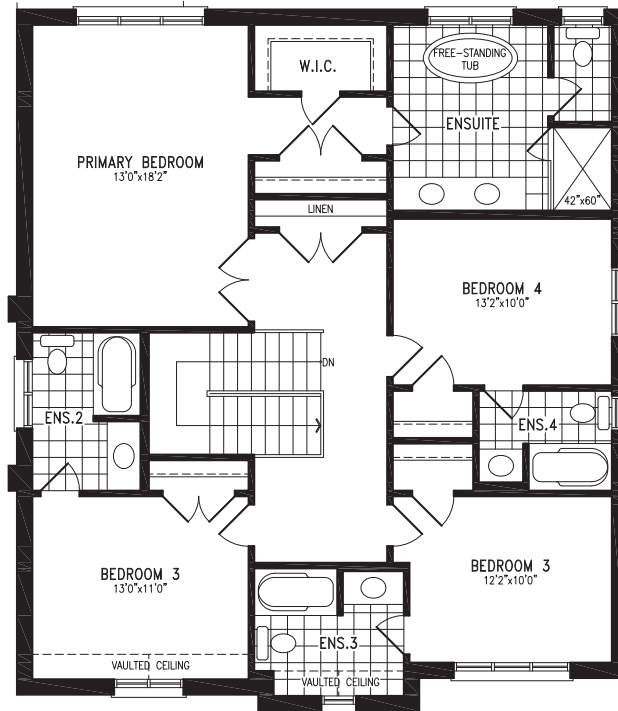 W.I.C.
FREE-STANDING
TUB
ENSUITE
PRIMARY BEDROOM
13'0"x18'2"
42"x60"
LINEN
BEDROOM 4
13'2"x10'0"
DN
ENS.2
ENS.4
BEDROOM 3
13'0"x11'0"
BEDROOM 3
12'2"x10'0"
ENS.3
VAULTED CEILING
VAULTED CEILING